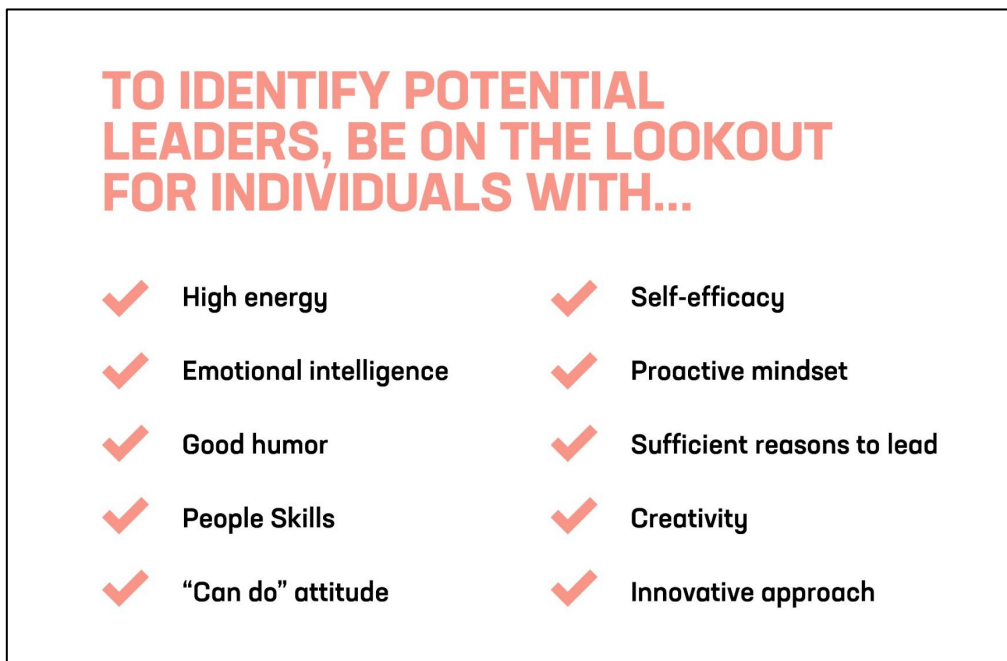 TO IDENTIFY POTENTIAL
LEADERS, BE ON THE LOOKOUT
FOR INDIVIDUALS WITH...
High energy
Emotional intelligence
Good humor
People Skills
“Can do” attitude
Self-efficacy
Proactive mindset
Sufficient reasons to lead
Creativity
Innovative approach